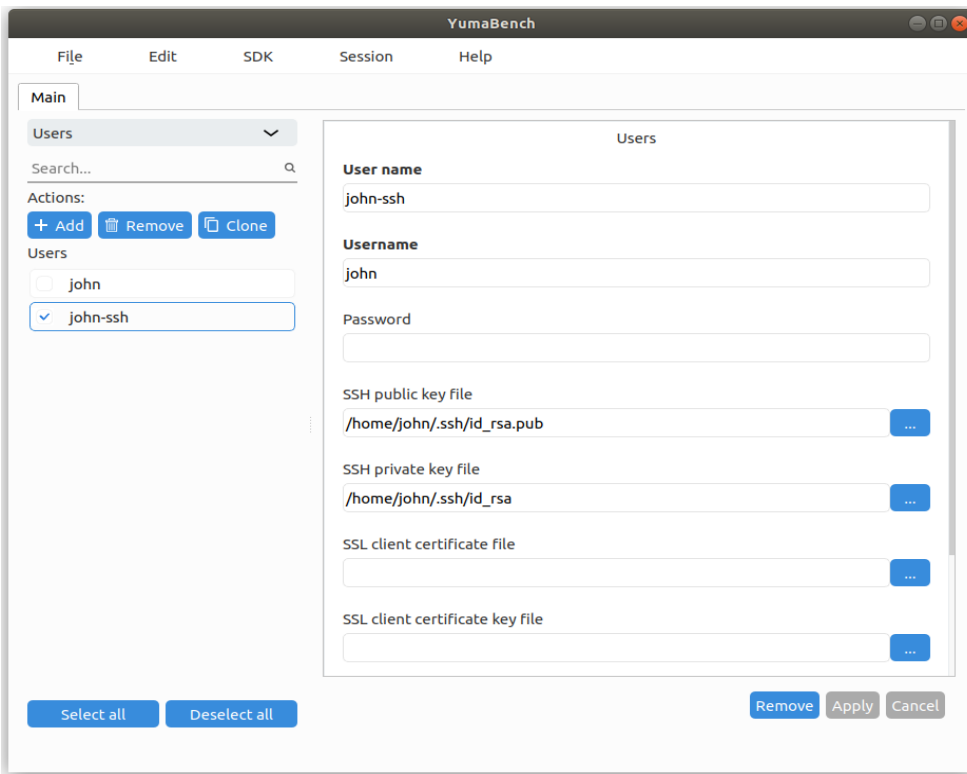 YumaBench
File Edit SDK Session Help
Main
Users
Search...
Actions:
Add Remove Clone
Users
john
john-ssh
Users
User name
john-ssh
Username
john
Password
SSH public key file
/home/john/.ssh/id_rsa.pub ...
SSH private key file
/home/john/.ssh/id_rsa ...
SSL client certificate file
...
SSL client certificate key file
...
Select all Deselect all
Remove Apply Cancel